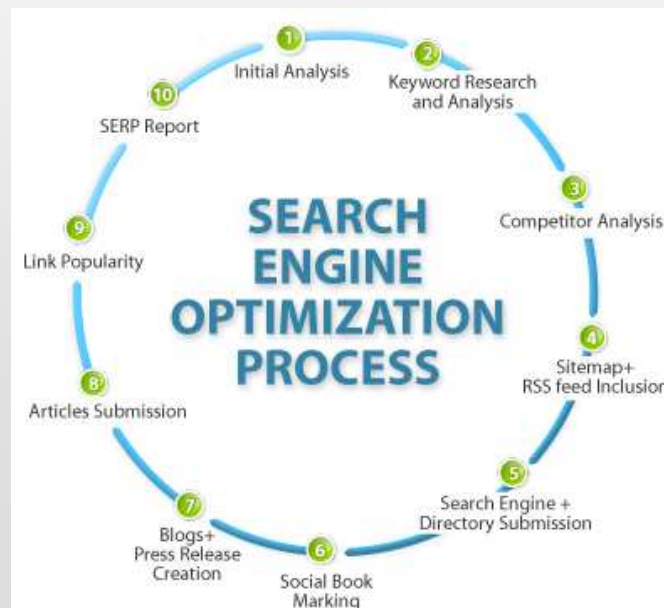 1
Initial Analysis
2
Keyword Research
and Analysis
3
Competitor Analysis
4
Sitemap+
RSS feed Inclusion
5
Search Engine +
Directory Submission
6
Social Book
Marking
7
Blogs+
Press Release
Creation
8
Articles Submission
9
Link Popularity
10
SERP Report
SEARCH
ENGINE
OPTIMIZATION
PROCESS